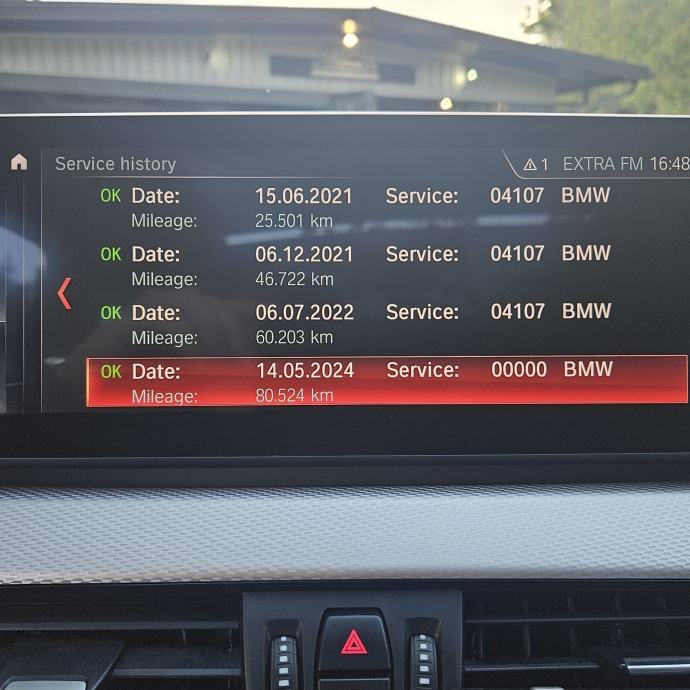 Service history 1 EXTRA FM 16:48
OK Date: 15.06.2021 Service: 04107 BMW
Mileage: 25.501 km
OK Date: 06.12.2021 Service: 04107 BMW
Mileage: 46.722 km
OK Date: 06.07.2022 Service: 04107 BMW
Mileage: 60.203 km
OK Date: 14.05.2024 Service: 00000 BMW
Mileage: 80.524 km